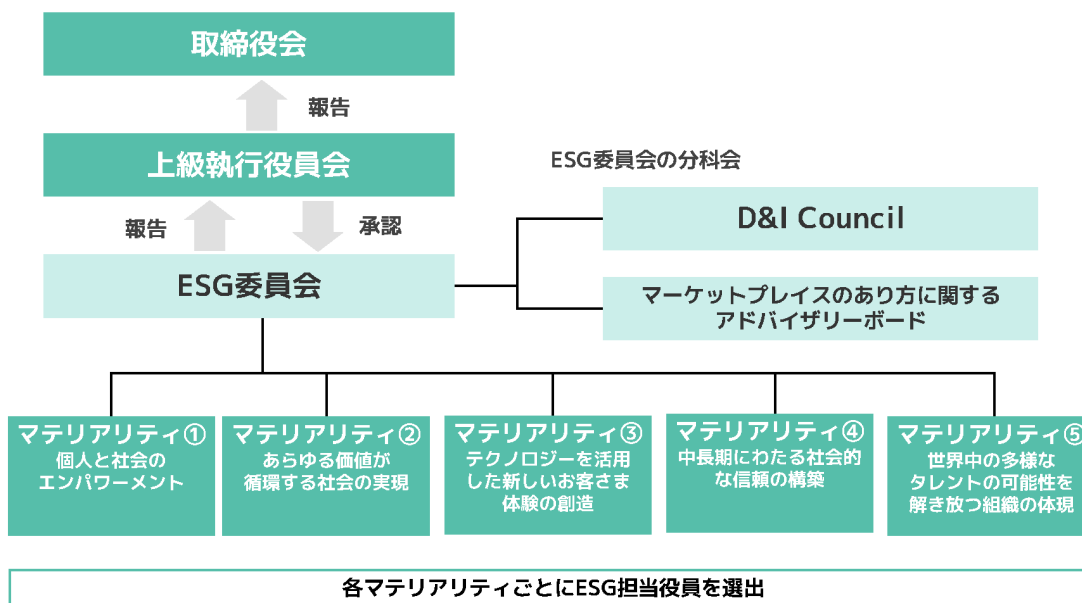 取締役会
報告
上級執行役員会
報告
承認
ESG委員会
ESG委員会の分科会
D&I Council
マーケットプレイスのあり方に関する
アドバイザリーボード
マテリアリティ①
個人と社会の
エンパワーメント
マテリアリティ②
あらゆる価値が
循環する社会の実現
マテリアリティ③
テクノロジーを活用
した新しいお客さま
体験の創造
マテリアリティ④
中長期にわたる社会的
な信頼の構築
マテリアリティ⑤
世界中の多様な
タレントの可能性を
解き放つ組織の体現
各マテリアリティごとにESG担当役員を選出